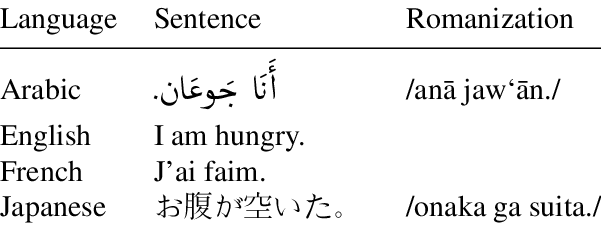 Language Sentence Romanization
Arabic أَنَا جَوعَان. /anā jaw‘ān./
English I am hungry.
French J’ai faim.
Japanese お腹が空いた。 /onaka ga suita./